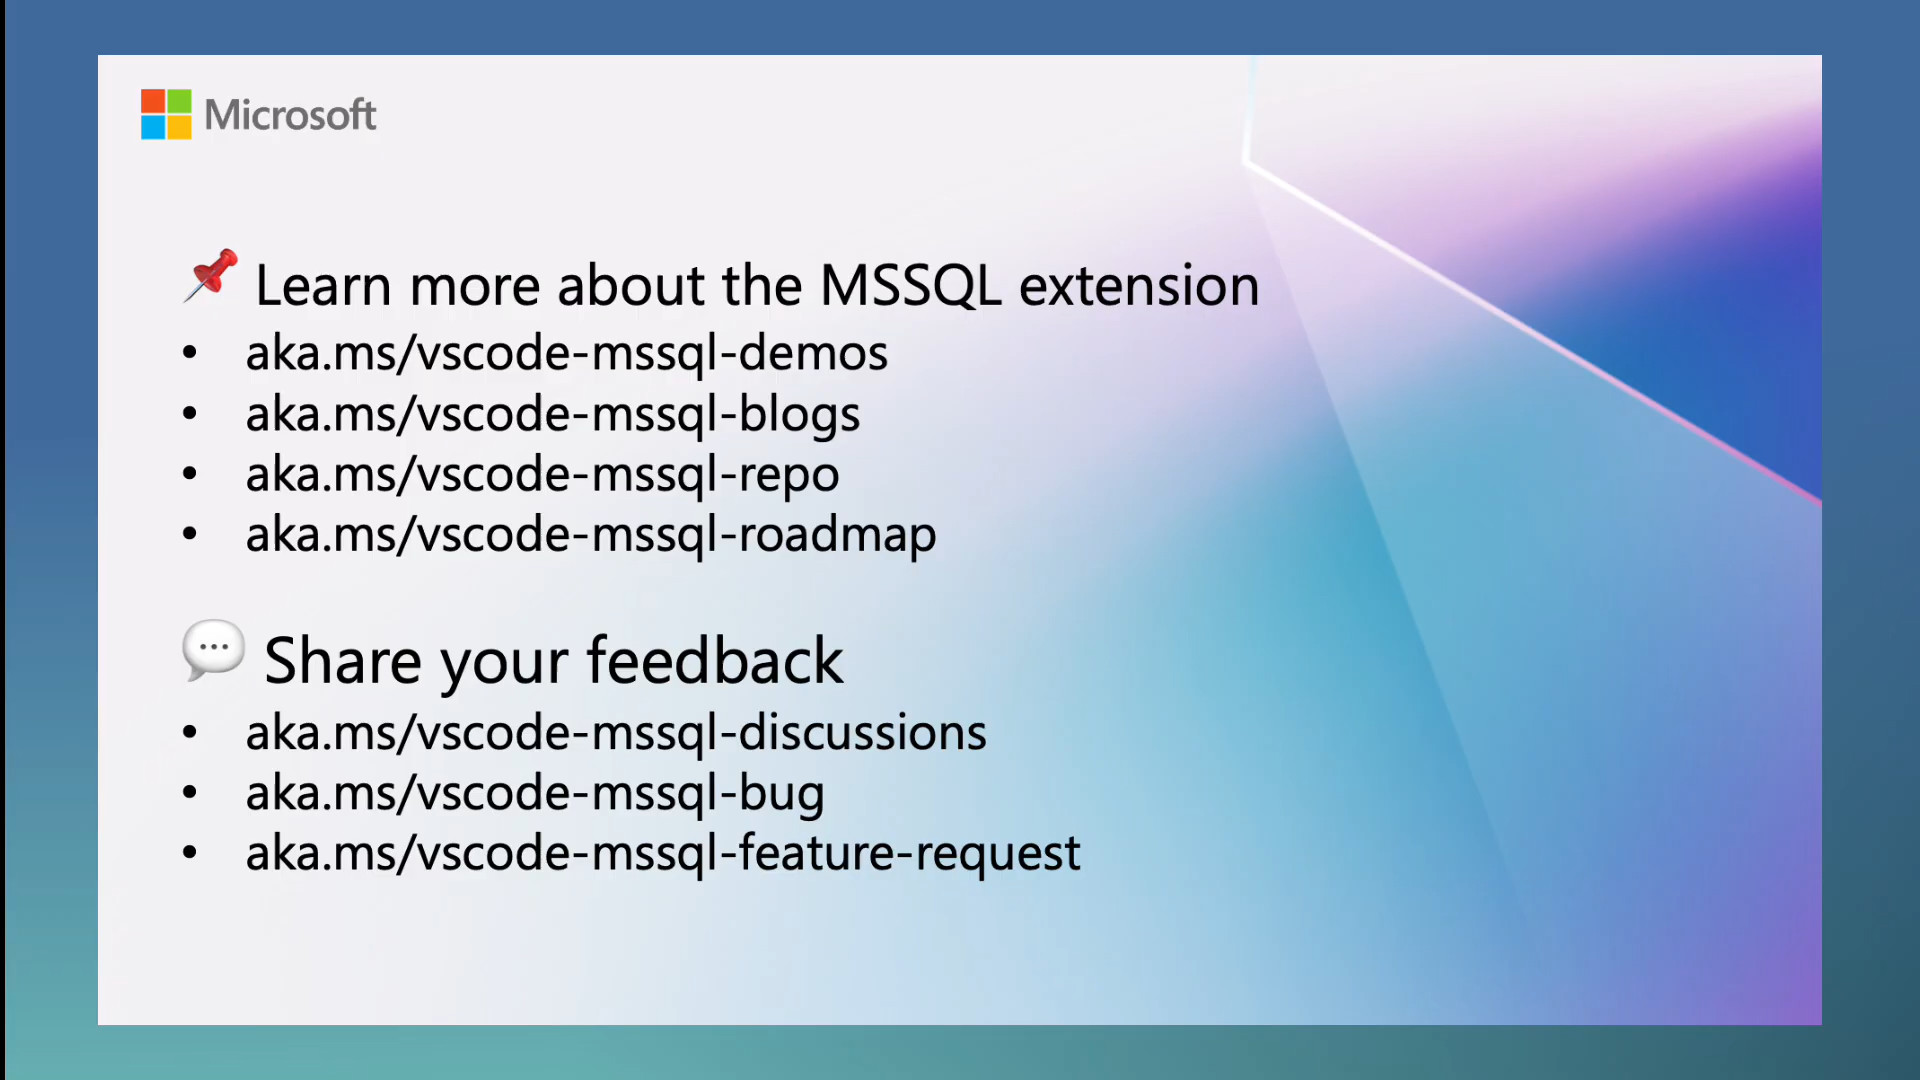 Microsoft
📌 Learn more about the MSSQL extension
• aka.ms/vscode-mssql-demos
• aka.ms/vscode-mssql-blogs
• aka.ms/vscode-mssql-repo
• aka.ms/vscode-mssql-roadmap
💬 Share your feedback
• aka.ms/vscode-mssql-discussions
• aka.ms/vscode-mssql-bug
• aka.ms/vscode-mssql-feature-request